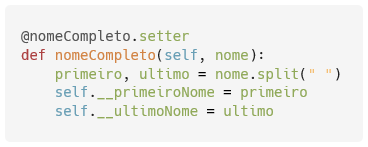 @nomeCompleto.setter
def nomeCompleto(self, nome):
    primeiro, ultimo = nome.split(" ")
    self.__primeiroNome = primeiro
    self.__ultimoNome = ultimo